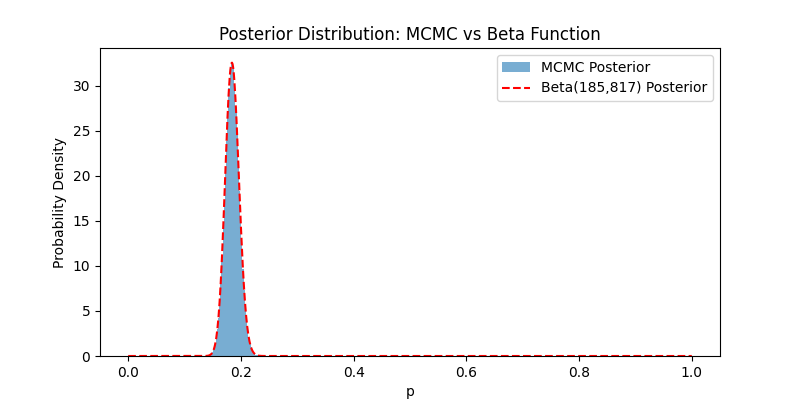 Posterior Distribution: MCMC vs Beta Function
MCMC Posterior
Beta(185,817) Posterior
Probability Density
30
25
20
15
10
5
0
0.0 0.2 0.4 0.6 0.8 1.0
p